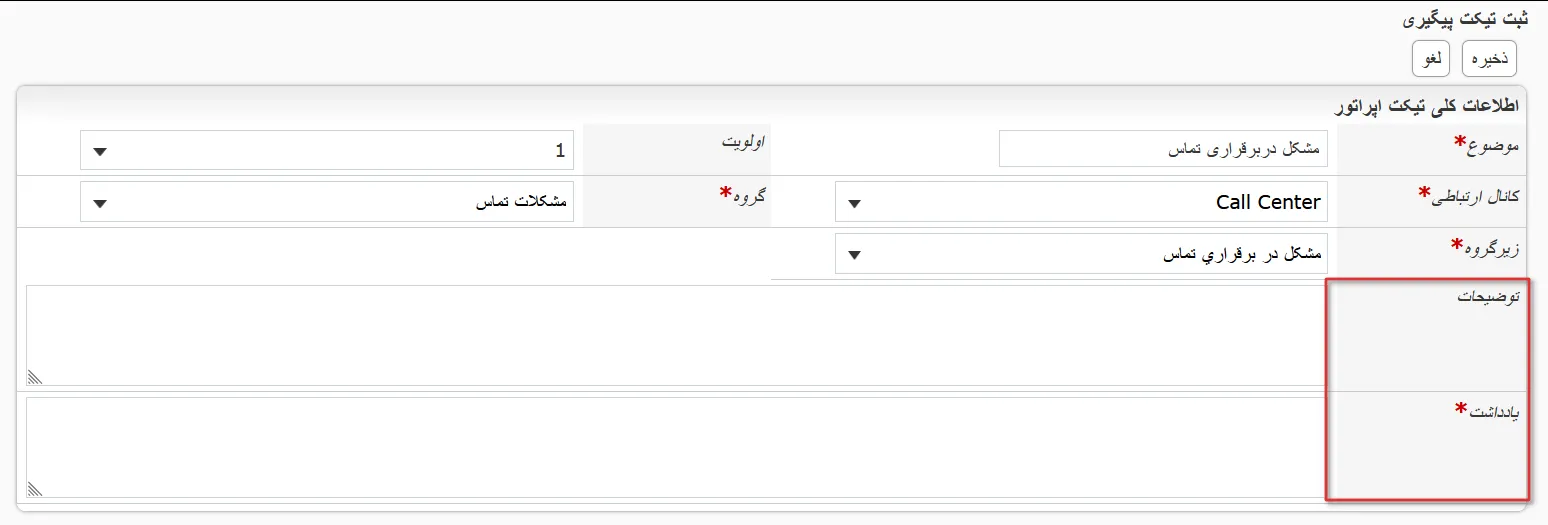 ثبت تیکت پیگیری
ذخیره لغو
اطلاعات کلی تیکت اپراتور
موضوع* مشکل دربرقراری تماس اولویت 1
کانال ارتباطی* Call Center گروه* مشکلات تماس
زیرگروه* مشکل در برقراري تماس
توضیحات
یادداشت*